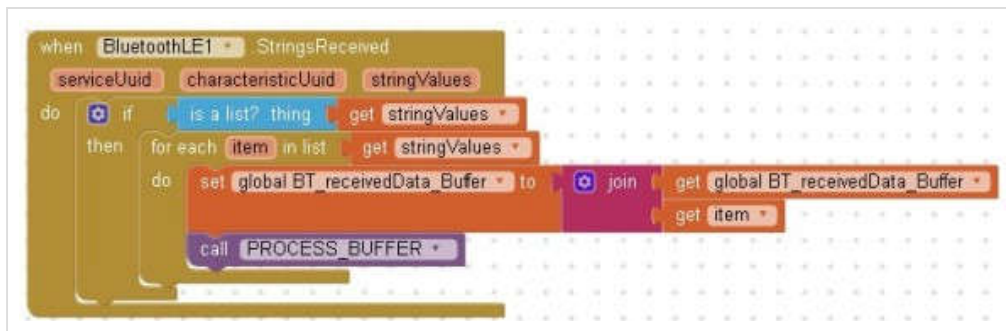 when BluetoothLE1 .StringsReceived
serviceUuid characteristicUuid stringValues
do if is a list? thing get stringValues
then for each item in list get stringValues
do set global BT_receivedData_Buffer to join get global BT_receivedData_Buffer
get item
call PROCESS_BUFFER